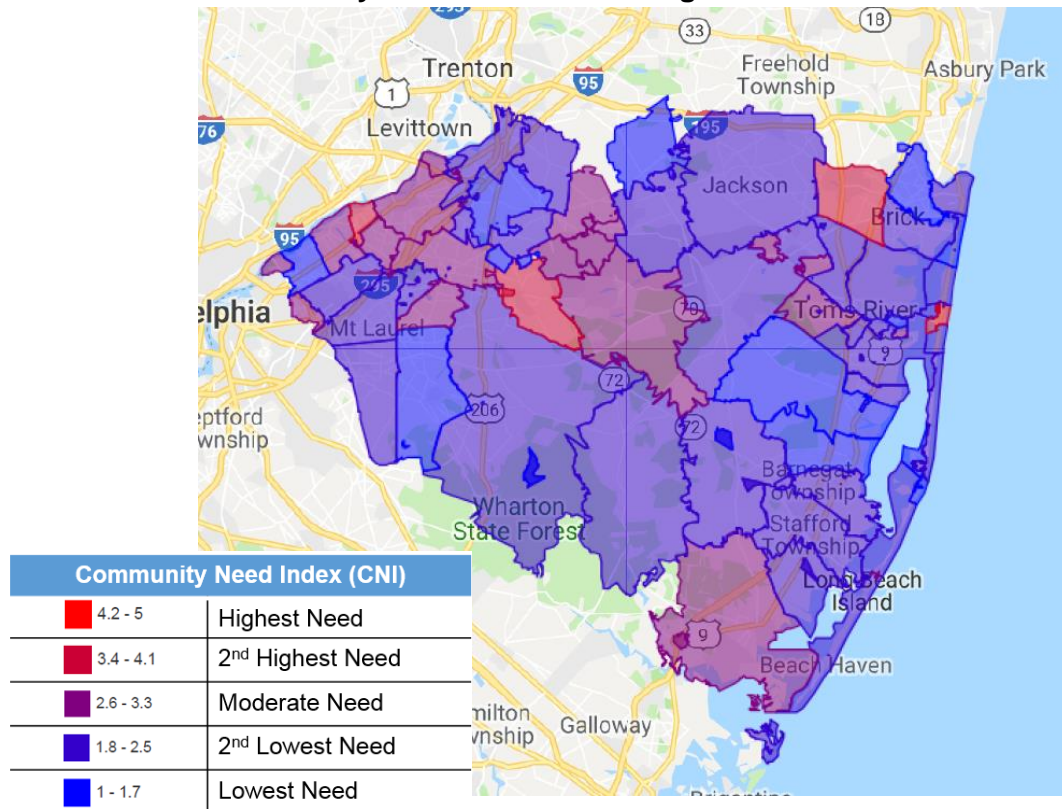 295
33
18
Trenton
95
Freehold
Township
Asbury Park
1
Levittown
76
195
Jackson
Brick
95
295
elphia
Mt Laurel
70
Toms River
9
72
206
eptford
wnship
72
Barnegat
Township
Wharton
State Forest
Stafford
Township
Long Beach
Island
9
Beach Haven
milton
wnship
Galloway
Brigantine
Community Need Index (CNI)
4.2 - 5 Highest Need
3.4 - 4.1 2nd Highest Need
2.6 - 3.3 Moderate Need
1.8 - 2.5 2nd Lowest Need
1 - 1.7 Lowest Need